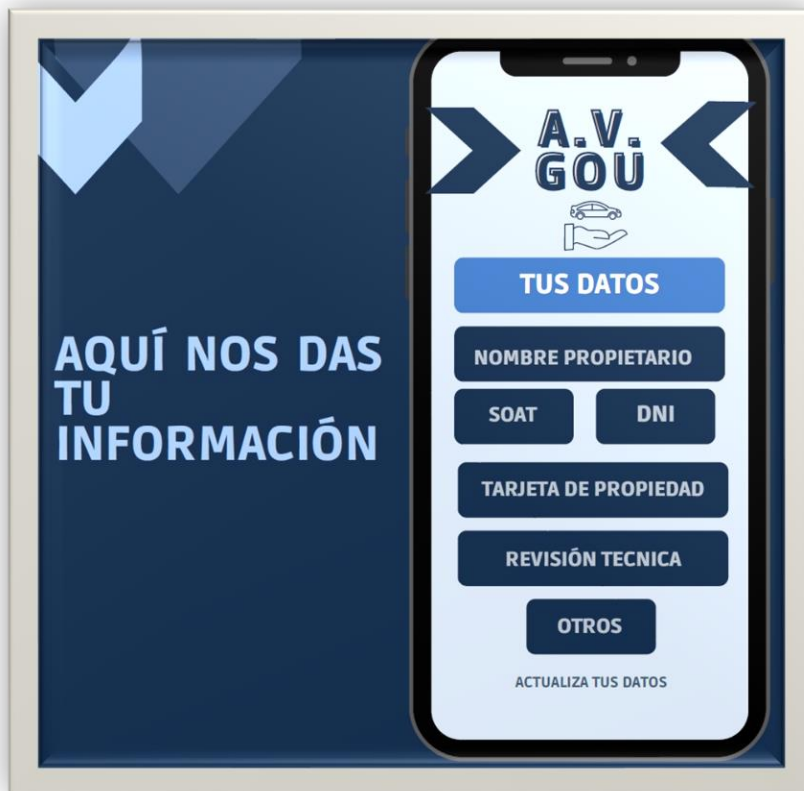 AQUÍ NOS DAS
TU
INFORMACIÓN
A.V.
GOU
TUS DATOS
NOMBRE PROPIETARIO
SOAT
DNI
TARJETA DE PROPIEDAD
REVISIÓN TECNICA
OTROS
ACTUALIZA TUS DATOS